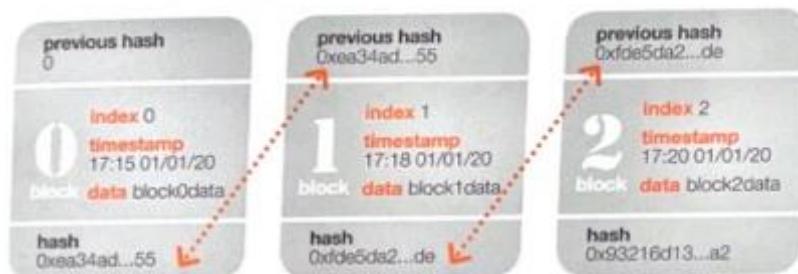 previous hash
0
index 0
timestamp
17:15 01/01/20
data block0data
0
block
hash
0xea34ad...55
previous hash
0xea34ad...55
index 1
timestamp
17:18 01/01/20
data block1data
1
block
hash
0xfde5da2...de
previous hash
0xfde5da2...de
index 2
timestamp
17:20 01/01/20
data block2data
2
block
hash
0x93216d13...a2